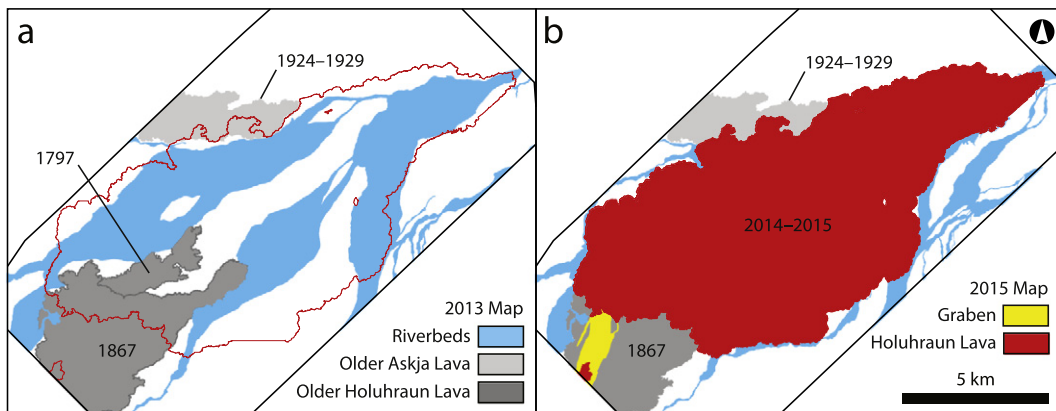 a
1924–1929
1797
1867
2013 Map
Riverbeds
Older Askja Lava
Older Holuhraun Lava
b
1924–1929
2014–2015
1867
2015 Map
Graben
Holuhraun Lava
5 km